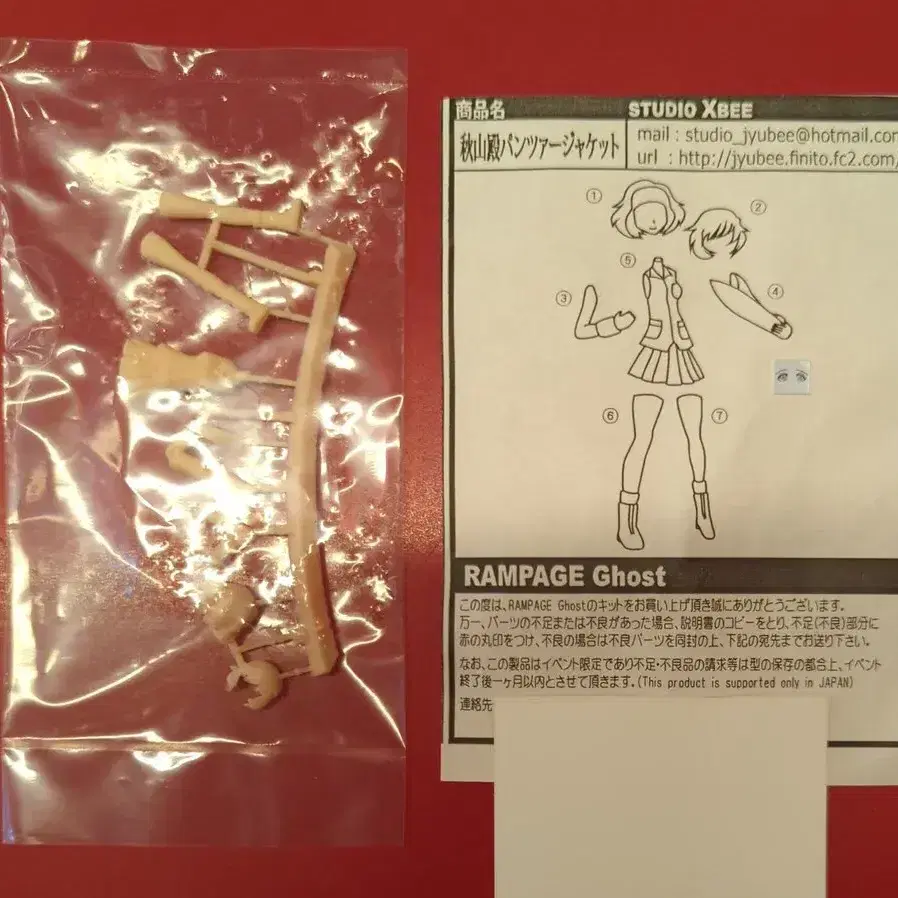 商品名
STUDIO XBEE
秋山殿パンツァージャケット
mail : studio_jyubee@hotmail.com
url : http://jyubee.finito.fc2.com/
①
②
⑤
③
④
⑥
⑦
RAMPAGE Ghost
この度は、RAMPAGE Ghostのキットをお買い上げ頂き誠にありがとうございます。
万一、パーツの不足または不良があった場合、説明書のコピーをとり、不足(不良)部分に
赤の丸印をつけ、不良の場合は不良パーツを同封の上、下記の宛先までお送り下さい。
なお、この製品はイベント限定であり不足・不良品の請求等は型の保存の都合上、イベント
終了後一ヶ月以内とさせて頂きます。(This product is supported only in JAPAN)
連絡先